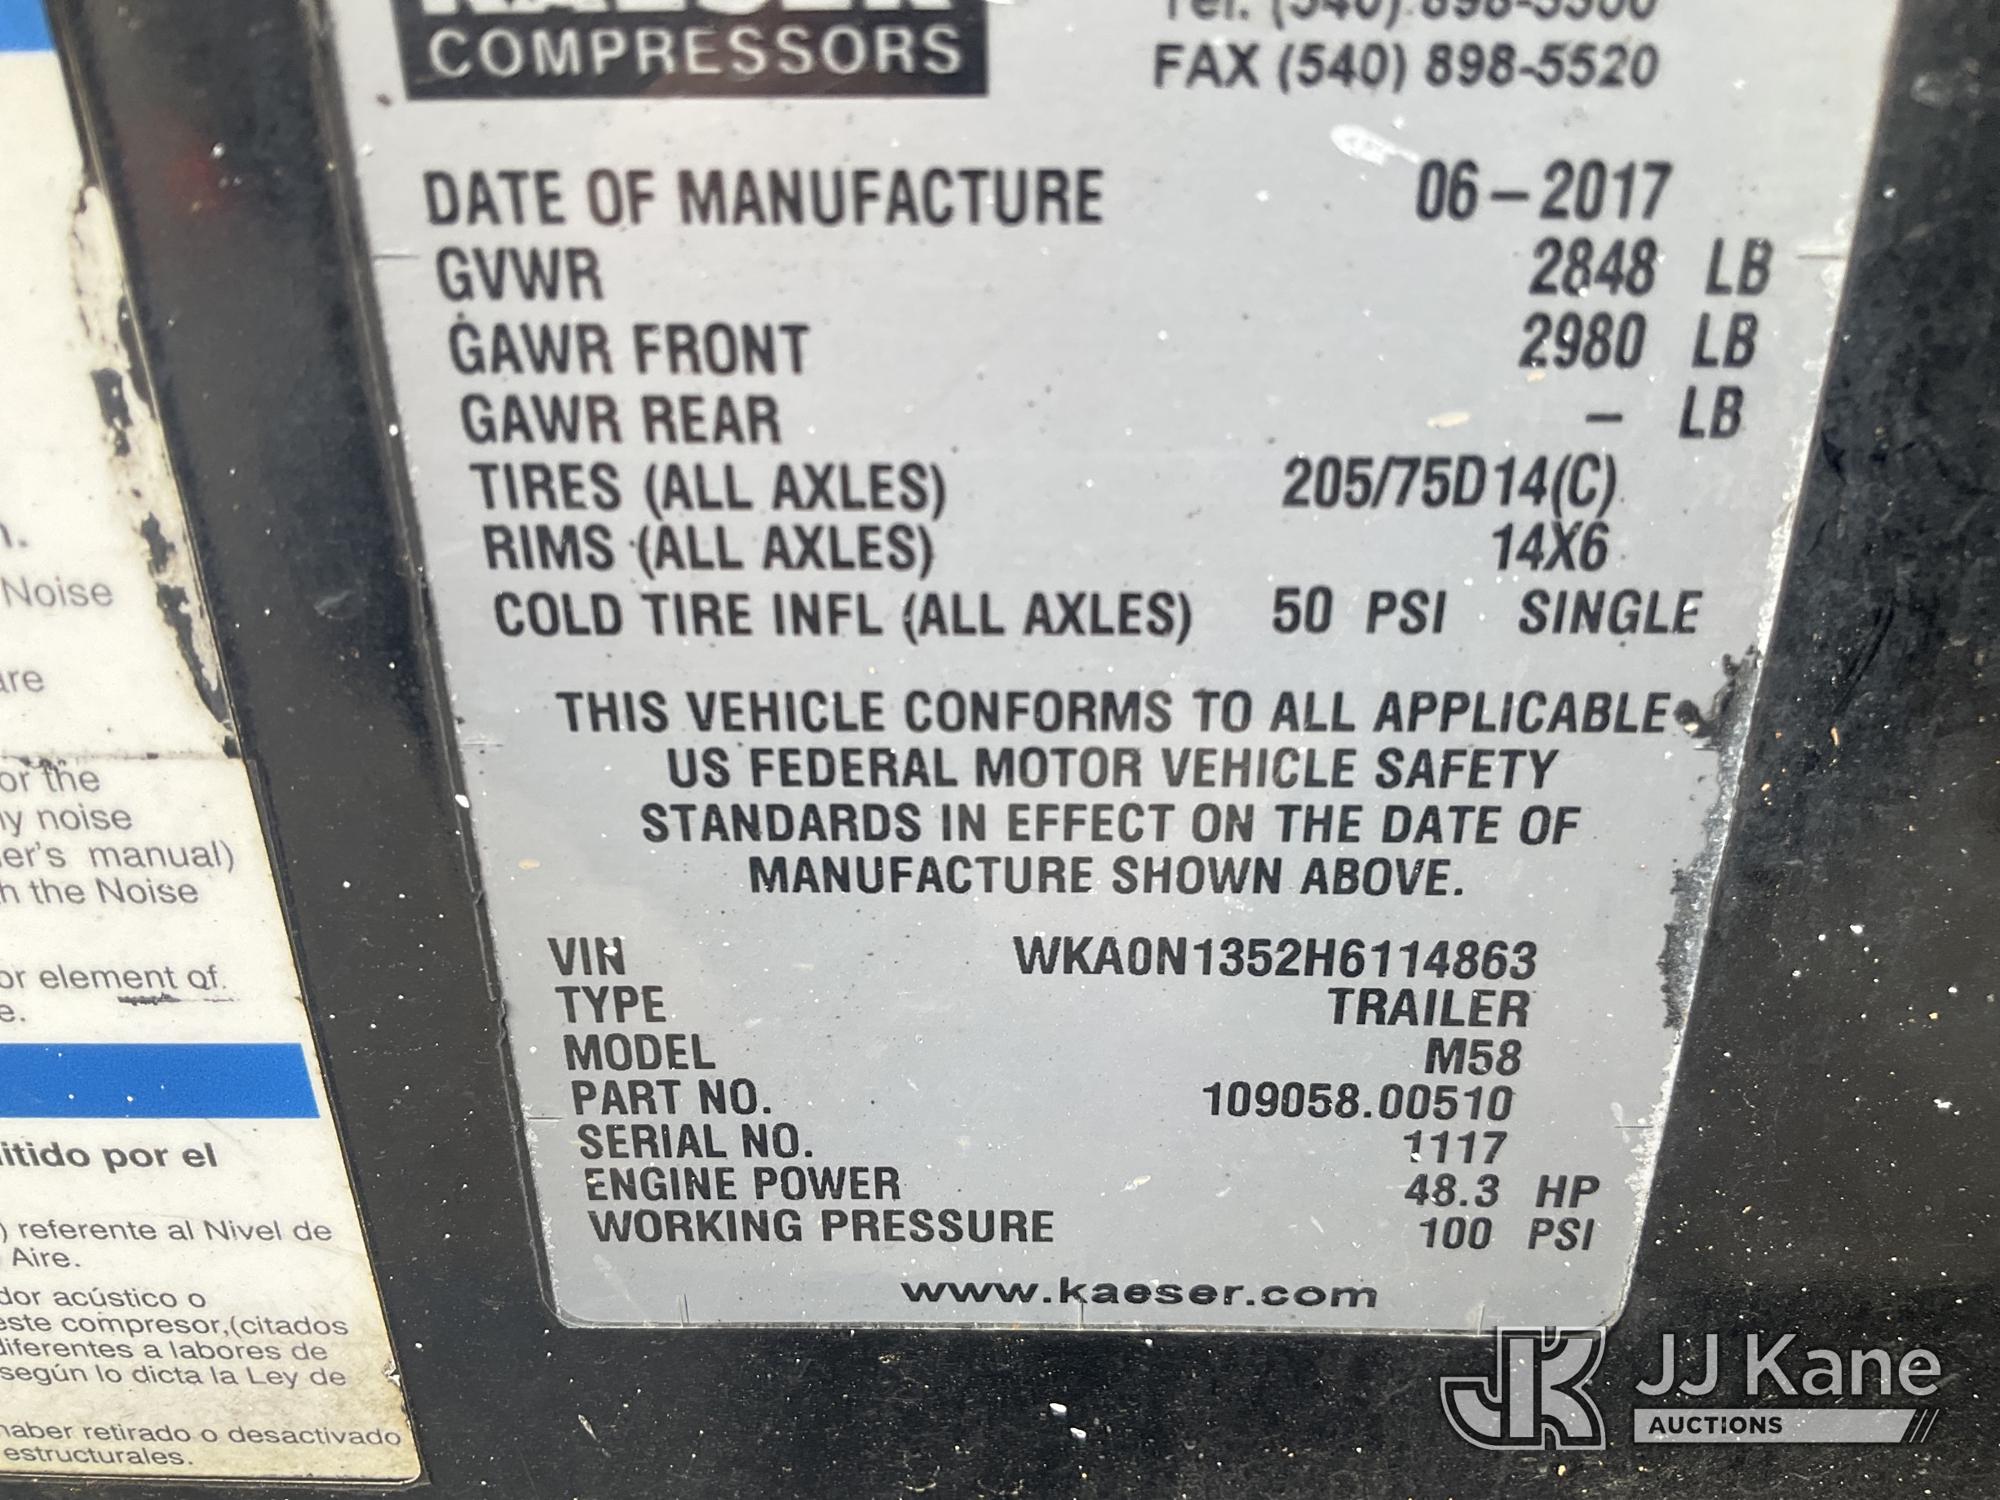 KAESER
COMPRESSORS
Tel. (540) 898-5500
FAX (540) 898-5520
DATE OF MANUFACTURE 06-2017
GVWR 2848 LB
GAWR FRONT 2980 LB
GAWR REAR - LB
TIRES (ALL AXLES) 205/75D14(C)
RIMS (ALL AXLES) 14X6
COLD TIRE INFL (ALL AXLES) 50 PSI SINGLE
THIS VEHICLE CONFORMS TO ALL APPLICABLE
US FEDERAL MOTOR VEHICLE SAFETY
STANDARDS IN EFFECT ON THE DATE OF
MANUFACTURE SHOWN ABOVE.
VIN WKA0N1352H6114863
TYPE TRAILER
MODEL M58
PART NO. 109058.00510
SERIAL NO. 1117
ENGINE POWER 48.3 HP
WORKING PRESSURE 100 PSI
www.kaeser.com
Noise
or the
noise
manual)
the Noise
or element of
por el
) referente al Nivel de
Aire.
acústico o
este compresor,(citados
diferentes a labores de
según lo dicta la Ley de
haber retirado o desactivado
estructurales.
JJ Kane
AUCTIONS